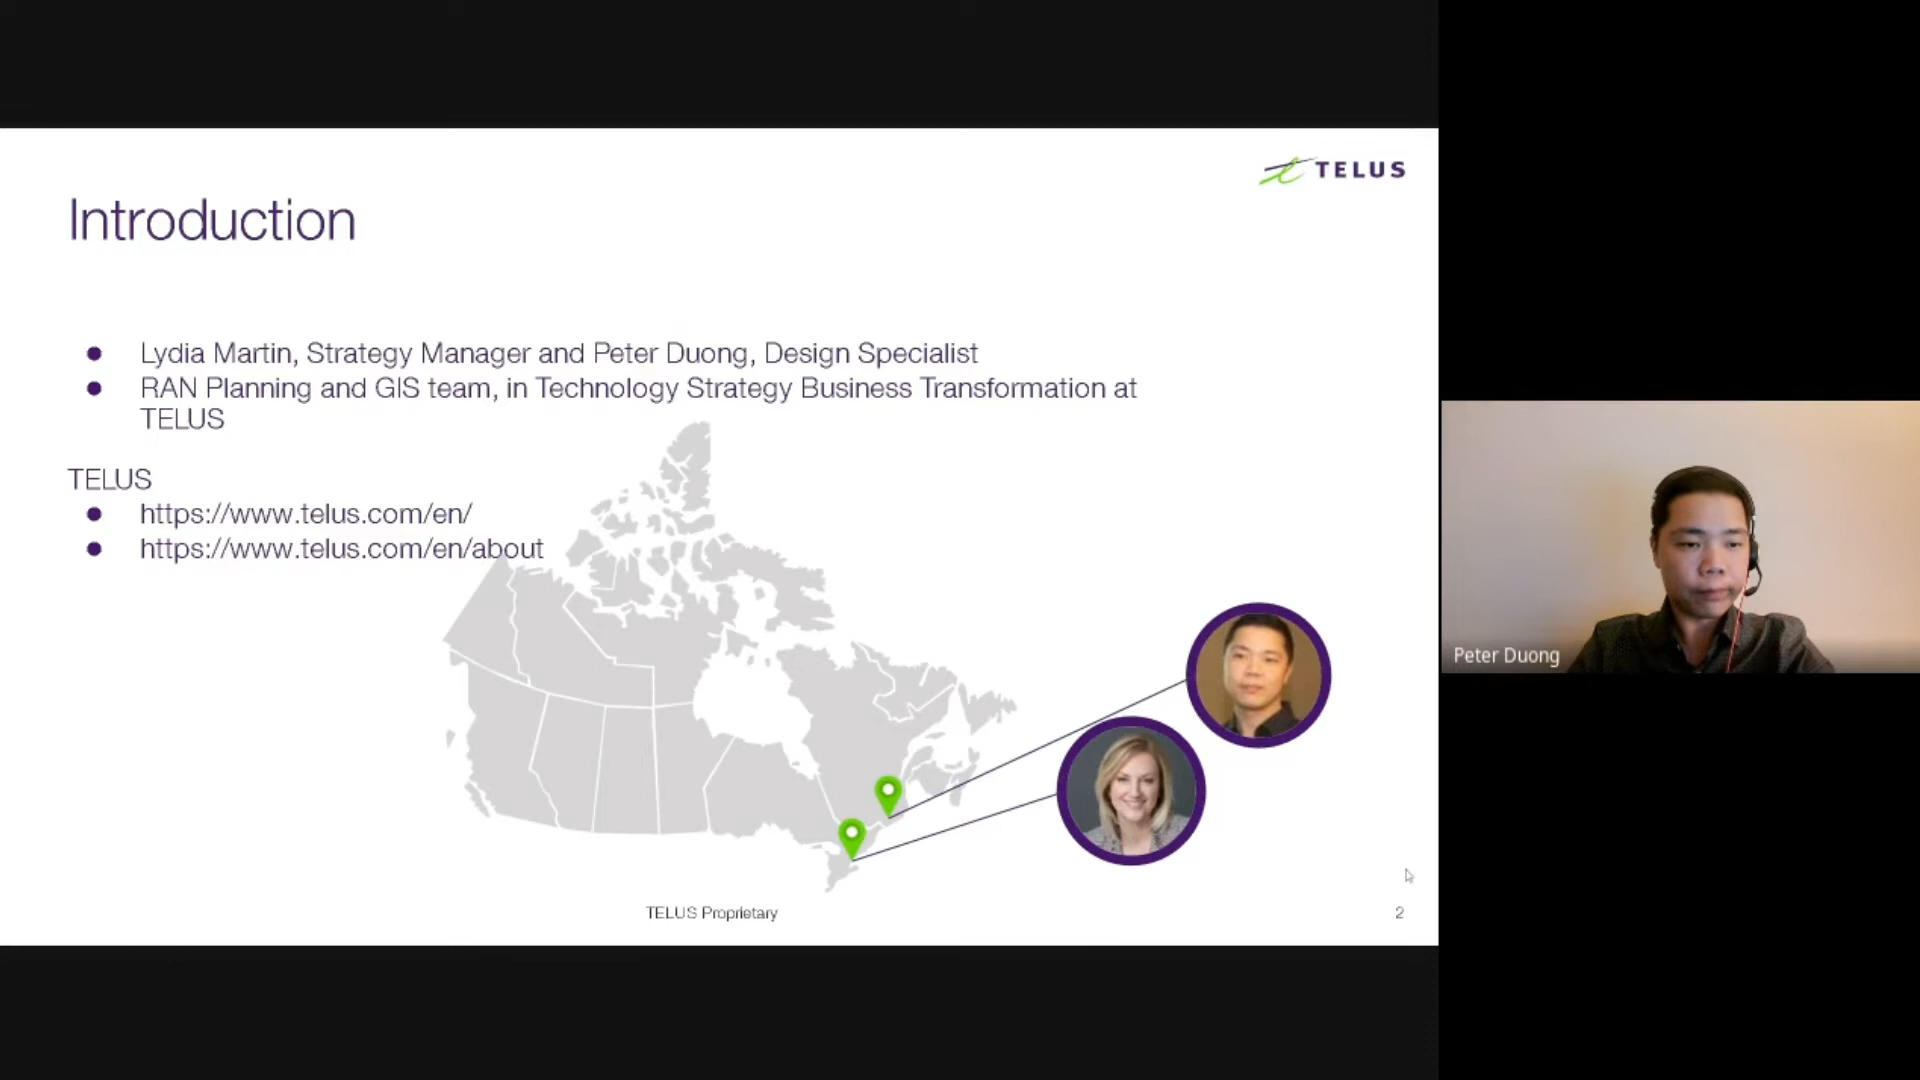 TELUS
Introduction
● Lydia Martin, Strategy Manager and Peter Duong, Design Specialist
● RAN Planning and GIS team, in Technology Strategy Business Transformation at
TELUS
TELUS
● https://www.telus.com/en/
● https://www.telus.com/en/about
Peter Duong
TELUS Proprietary
2